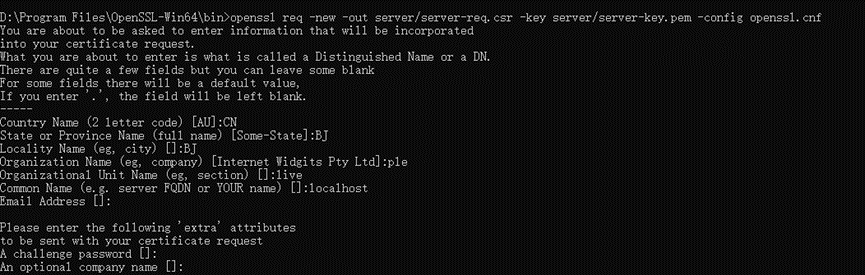 D:\Program Files\OpenSSL-Win64\bin>openssl req -new -out server/server-req.csr -key server/server-key.pem -config openssl.cnf
You are about to be asked to enter information that will be incorporated
into your certificate request.
What you are about to enter is what is called a Distinguished Name or a DN.
There are quite a few fields but you can leave some blank
For some fields there will be a default value,
If you enter '.', the field will be left blank.
-----
Country Name (2 letter code) [AU]:CN
State or Province Name (full name) [Some-State]:BJ
Locality Name (eg, city) []:BJ
Organization Name (eg, company) [Internet Widgits Pty Ltd]:ple
Organizational Unit Name (eg, section) []:live
Common Name (e.g. server FQDN or YOUR name) []:localhost
Email Address []:

Please enter the following 'extra' attributes
to be sent with your certificate request
A challenge password []:
An optional company name []: